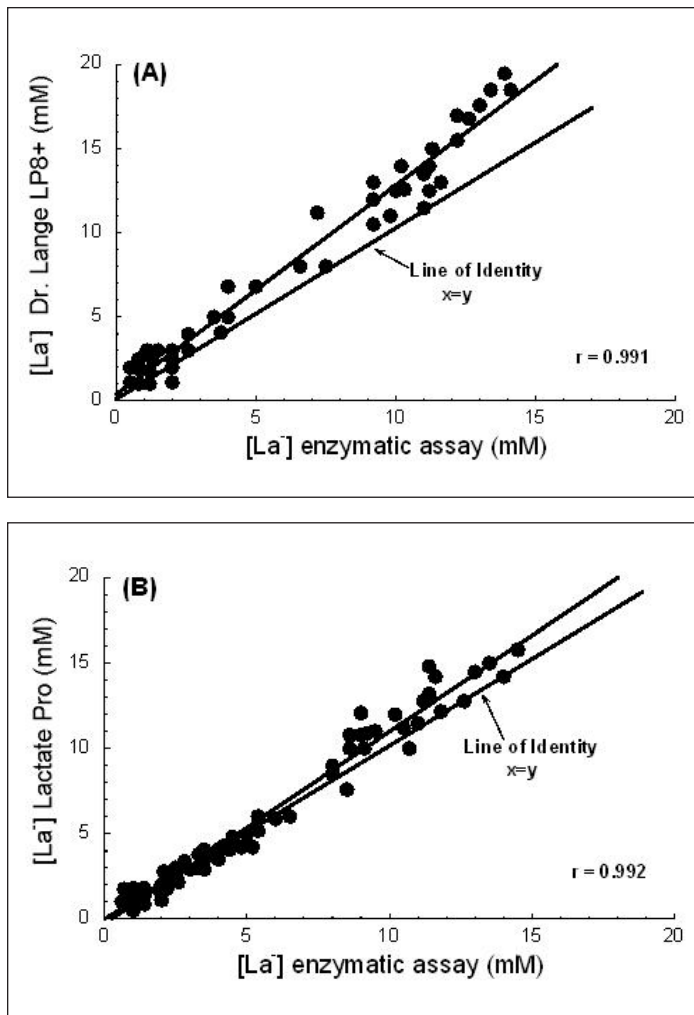 (A)
[La⁻] Dr. Lange LP8+ (mM)
20
15
10
5
0
Line of Identity
x=y
r = 0.991
0 5 10 15 20
[La⁻] enzymatic assay (mM)
(B)
[La⁻] Lactate Pro (mM)
20
15
10
5
0
Line of Identity
x=y
r = 0.992
0 5 10 15 20
[La⁻] enzymatic assay (mM)